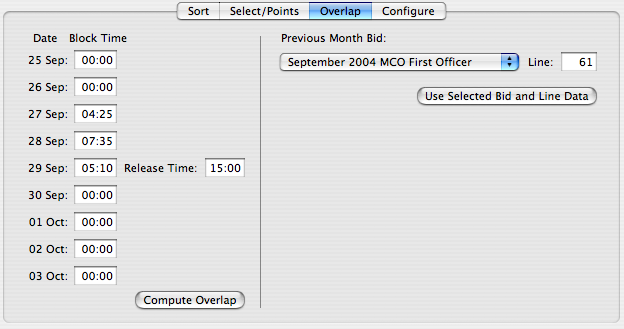 Sort Select/Points Overlap Configure
Date Block Time
25 Sep: 00:00
26 Sep: 00:00
27 Sep: 04:25
28 Sep: 07:35
29 Sep: 05:10 Release Time: 15:00
30 Sep: 00:00
01 Oct: 00:00
02 Oct: 00:00
03 Oct: 00:00
Compute Overlap
Previous Month Bid:
September 2004 MCO First Officer Line: 61
Use Selected Bid and Line Data